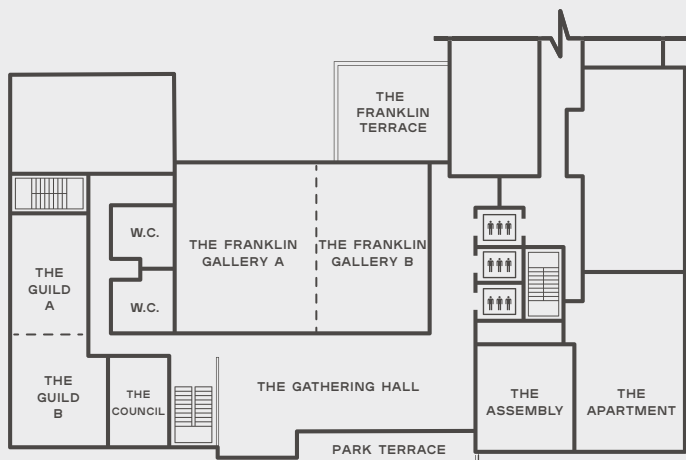 THE
FRANKLIN
TERRACE
W.C.
THE FRANKLIN
GALLERY A
THE FRANKLIN
GALLERY B
THE
GUILD
A
W.C.
THE
GUILD
B
THE
COUNCIL
THE GATHERING HALL
THE
ASSEMBLY
THE
APARTMENT
PARK TERRACE